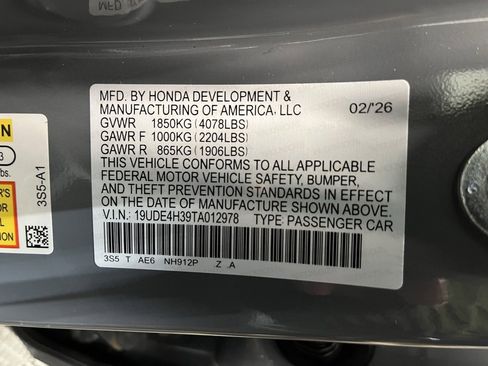 MFD. BY HONDA DEVELOPMENT &
MANUFACTURING OF AMERICA, LLC
02/'26
GVWR 1850KG (4078LBS)
GAWR F 1000KG (2204LBS)
GAWR R 865KG (1906LBS)
THIS VEHICLE CONFORMS TO ALL APPLICABLE
FEDERAL MOTOR VEHICLE SAFETY, BUMPER,
AND THEFT PREVENTION STANDARDS IN EFFECT
ON THE DATE OF MANUFACTURE SHOWN ABOVE.
V.I.N.: 19UDE4H39TA012978 TYPE PASSENGER CAR
3S5 T AE6 NH912P .Z .A
3
bs.
3S5-A1